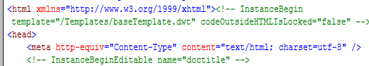 <html xmlns="http://www.w3.org/1999/xhtml"><!-- InstanceBegin
template="/Templates/baseTemplate.dwt" codeOutsideHTMLIsLocked="false" -->
<head>
<meta http-equiv="Content-Type" content="text/html; charset=utf-8" />
<!-- InstanceBeginEditable name="doctitle" -->